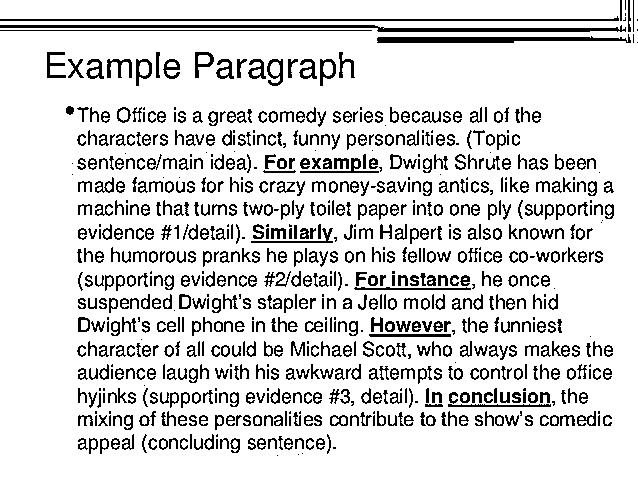 Example Paragraph
•The Office is a great comedy series because all of the
characters have distinct, funny personalities. (Topic
sentence/main idea). For example, Dwight Shrute has been
made famous for his crazy money-saving antics, like making a
machine that turns two-ply toilet paper into one ply (supporting
evidence #1/detail). Similarly, Jim Halpert is also known for
the humorous pranks he plays on his fellow office co-workers
(supporting evidence #2/detail). For instance, he once
suspended Dwight's stapler in a Jello mold and then hid
Dwight's cell phone in the ceiling. However, the funniest
character of all could be Michael Scott, who always makes the
audience laugh with his awkward attempts to control the office
hyjinks (supporting evidence #3, detail). In conclusion, the
mixing of these personalities contribute to the show's comedic
appeal (concluding sentence).